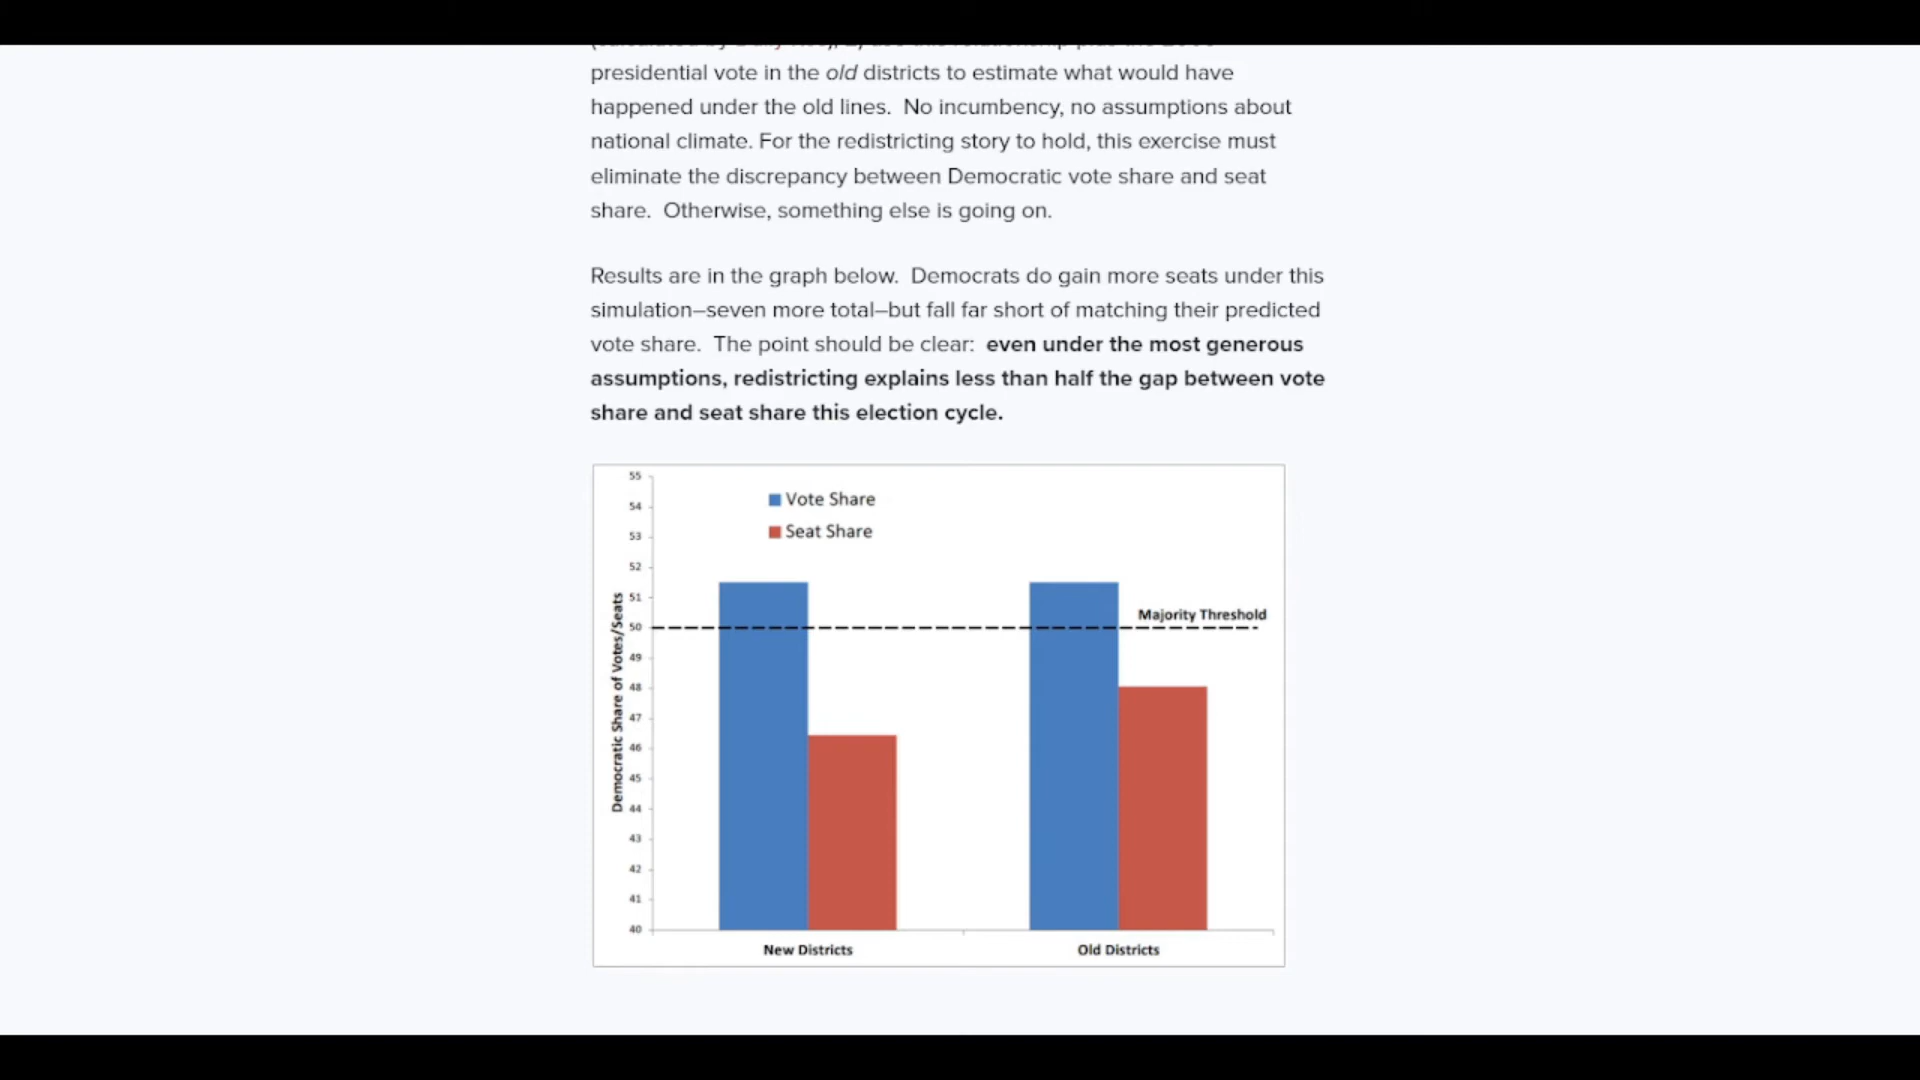 presidential vote in the old districts to estimate what would have
happened under the old lines.  No incumbency, no assumptions about
national climate. For the redistricting story to hold, this exercise must
eliminate the discrepancy between Democratic vote share and seat
share.  Otherwise, something else is going on.
Results are in the graph below.  Democrats do gain more seats under this
simulation–seven more total–but fall far short of matching their predicted
vote share.  The point should be clear:  even under the most generous
assumptions, redistricting explains less than half the gap between vote
share and seat share this election cycle.
55
54
53
52
51
50
49
48
47
46
45
44
43
42
41
40
Democratic Share of Votes/Seats
Vote Share
Seat Share
Majority Threshold
New Districts
Old Districts